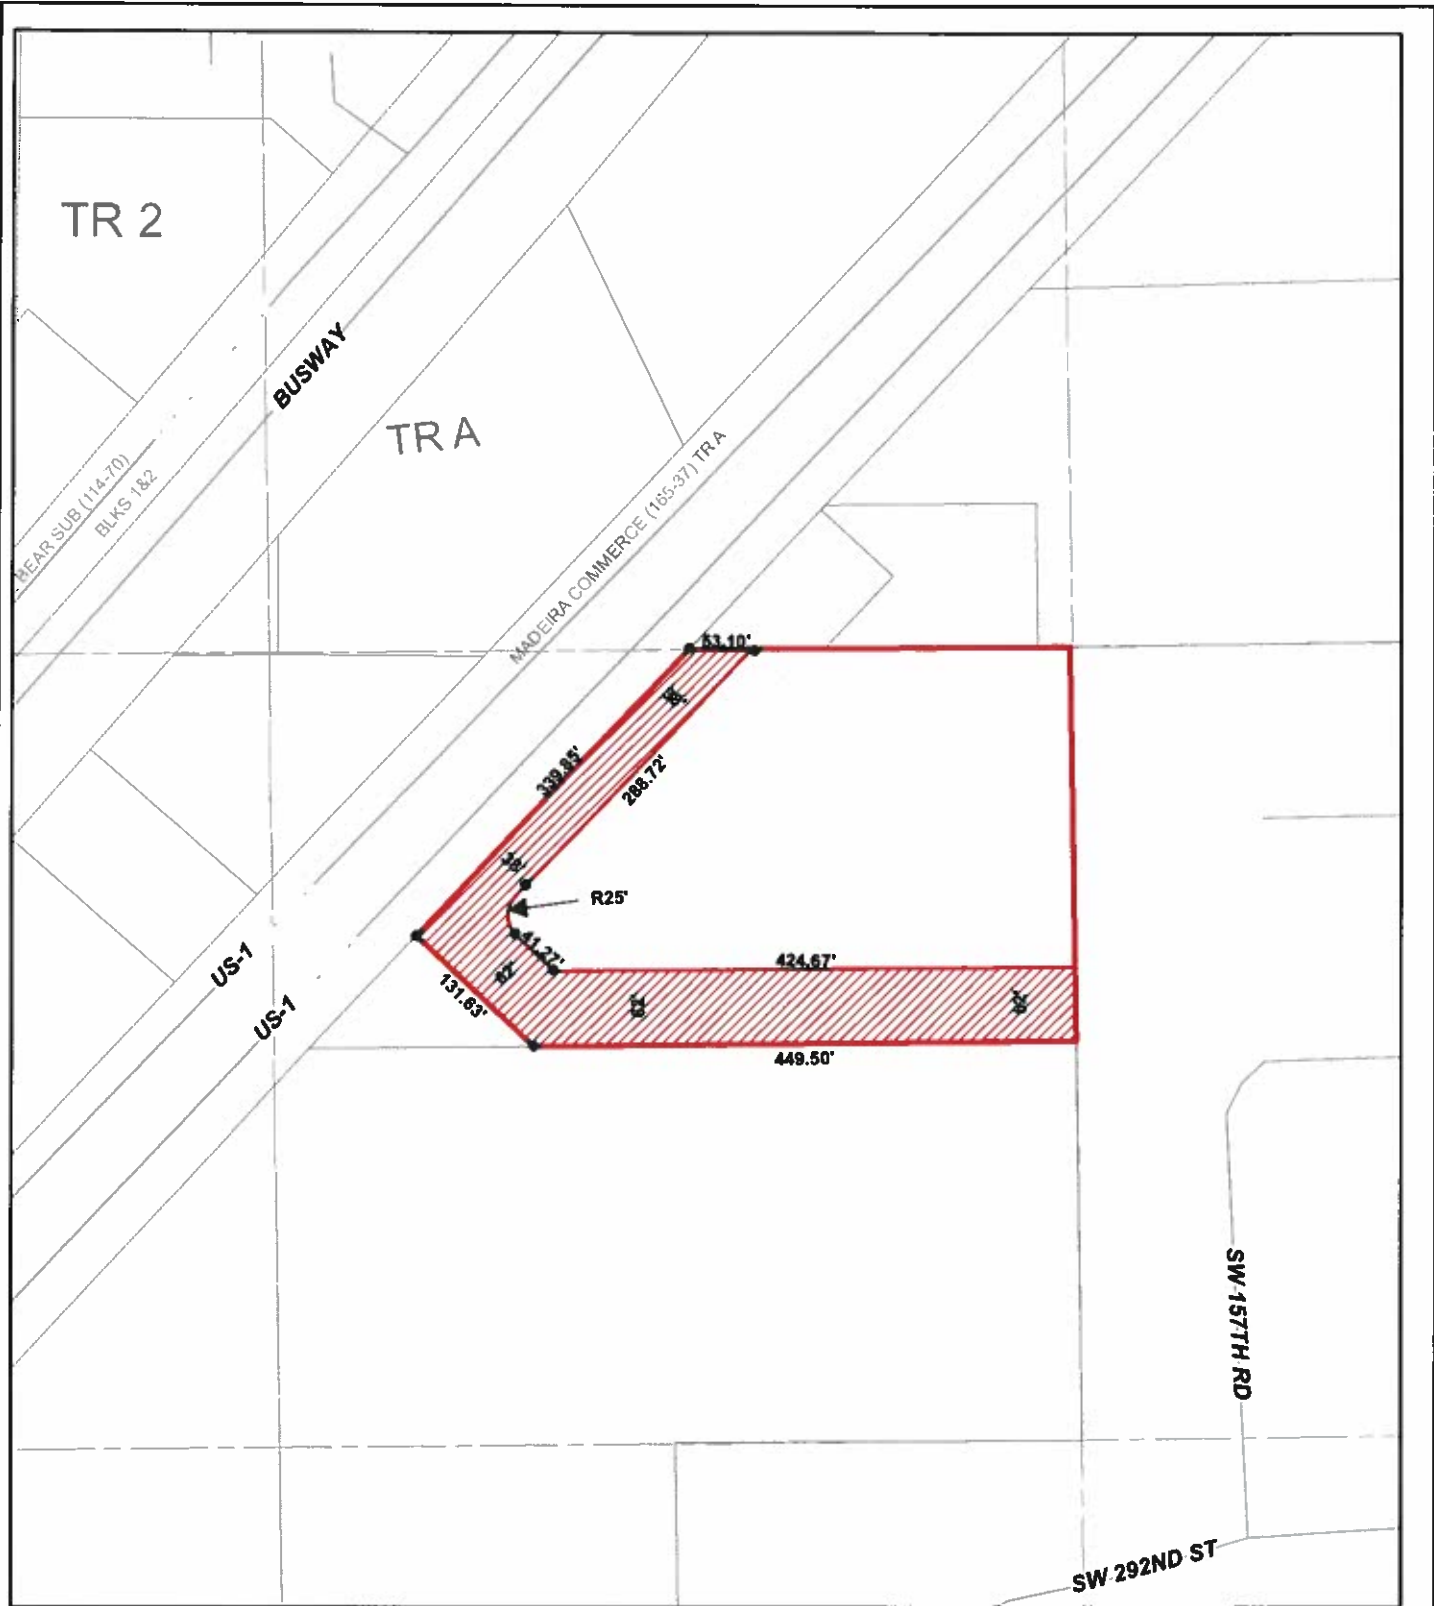 TR 2
BUSWAY
TR A
BEAR SUB (114-70)
BLKS 1&2
MADEIRA COMMERCE (165-37) TR A
53.10'
339.85'
288.72'
38'
R25'
41.27'
62'
131.63'
424.67'
62'
62'
449.50'
US-1
US-1
SW 157TH RD
SW 292ND ST